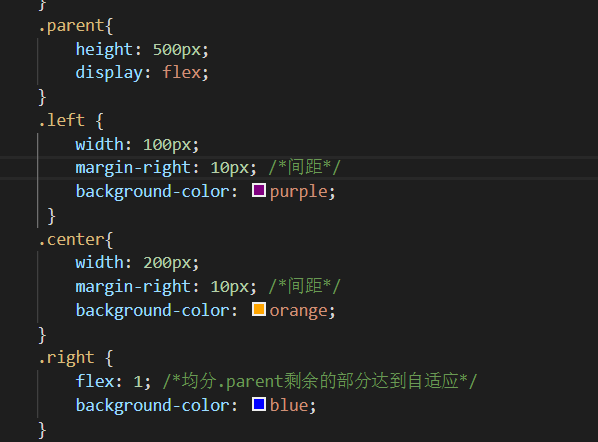 }
.parent{
height: 500px;
display: flex;
}
.left {
width: 100px;
margin-right: 10px; /*间距*/
background-color: purple;
}
.center{
width: 200px;
margin-right: 10px; /*间距*/
background-color: orange;
}
.right {
flex: 1; /*均分.parent剩余的部分达到自适应*/
background-color: blue;
}